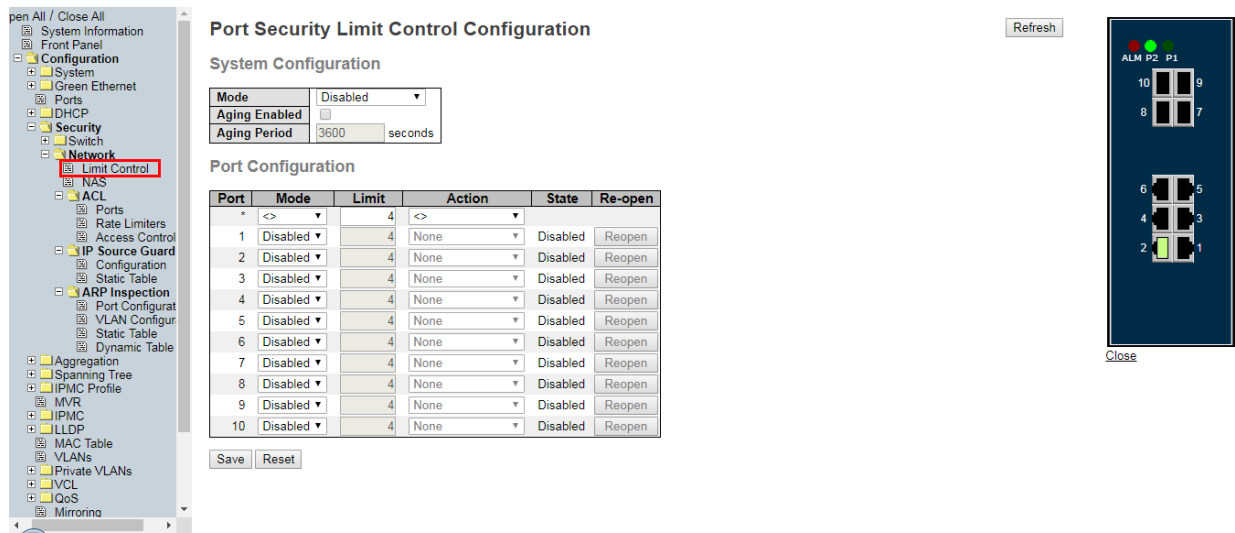 pen All / Close All
System Information
Front Panel
Configuration
System
Green Ethernet
Ports
DHCP
Security
Switch
Network
Limit Control
NAS
ACL
Ports
Rate Limiters
Access Control
IP Source Guard
Configuration
Static Table
ARP Inspection
Port Configurat
VLAN Configur
Static Table
Dynamic Table
Aggregation
Spanning Tree
IPMC Profile
MVR
IPMC
LLDP
MAC Table
VLANs
Private VLANs
VCL
QoS
Mirroring
Port Security Limit Control Configuration
Refresh
System Configuration
Mode Disabled
Aging Enabled
Aging Period 3600 seconds
Port Configuration
Port Mode Limit Action State Re-open
* <> 4 <>
1 Disabled 4 None Disabled Reopen
2 Disabled 4 None Disabled Reopen
3 Disabled 4 None Disabled Reopen
4 Disabled 4 None Disabled Reopen
5 Disabled 4 None Disabled Reopen
6 Disabled 4 None Disabled Reopen
7 Disabled 4 None Disabled Reopen
8 Disabled 4 None Disabled Reopen
9 Disabled 4 None Disabled Reopen
10 Disabled 4 None Disabled Reopen
Save Reset
ALM P2 P1
10 9
8 7
6 5
4 3
2 1
Close